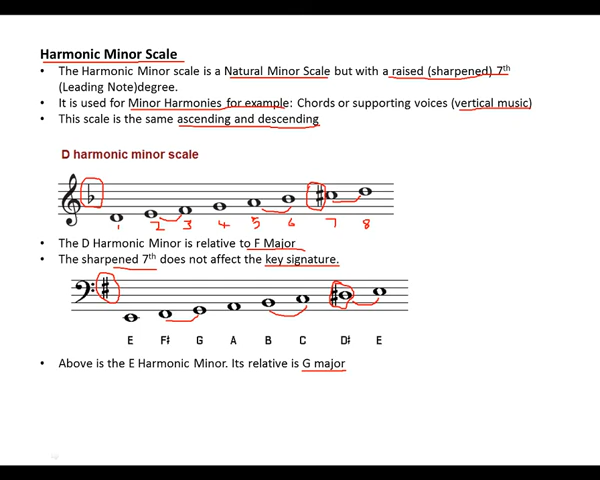 Harmonic Minor Scale
• The Harmonic Minor scale is a Natural Minor Scale but with a raised (sharpened) 7th
(Leading Note)degree.
• It is used for Minor Harmonies for example: Chords or supporting voices (vertical music)
• This scale is the same ascending and descending
D harmonic minor scale
1 2 3 4 5 6 7 8
• The D Harmonic Minor is relative to F Major
• The sharpened 7th does not affect the key signature.
E F♯ G A B C D♯ E
• Above is the E Harmonic Minor. Its relative is G major